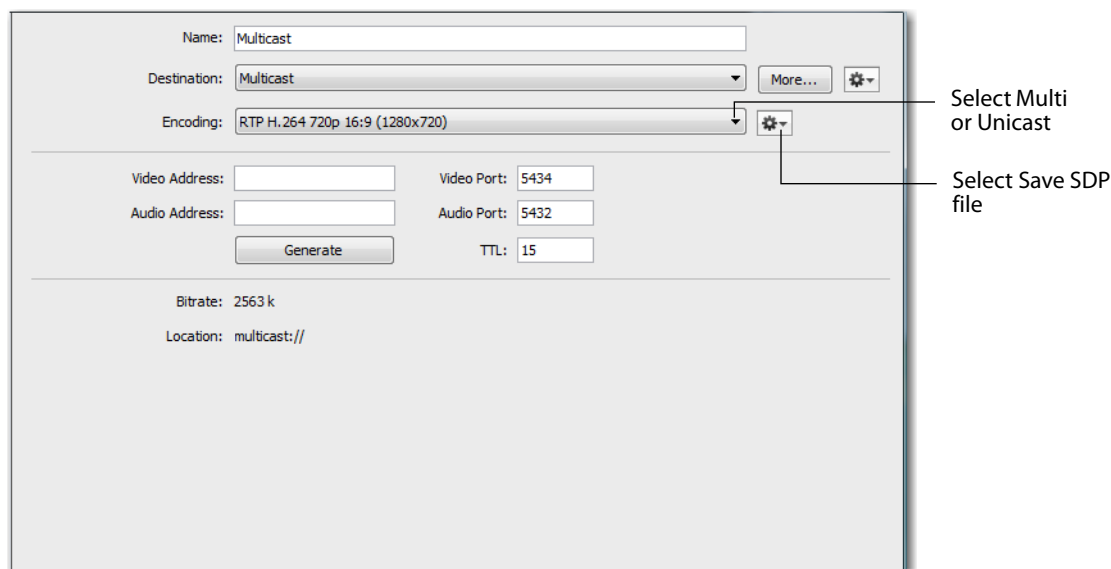 Name: Multicast
Destination: Multicast More...
Encoding: RTP H.264 720p 16:9 (1280x720)
Select Multi
or Unicast
Select Save SDP
file
Video Address: Video Port: 5434
Audio Address: Audio Port: 5432
Generate TTL: 15
Bitrate: 2563 k
Location: multicast://